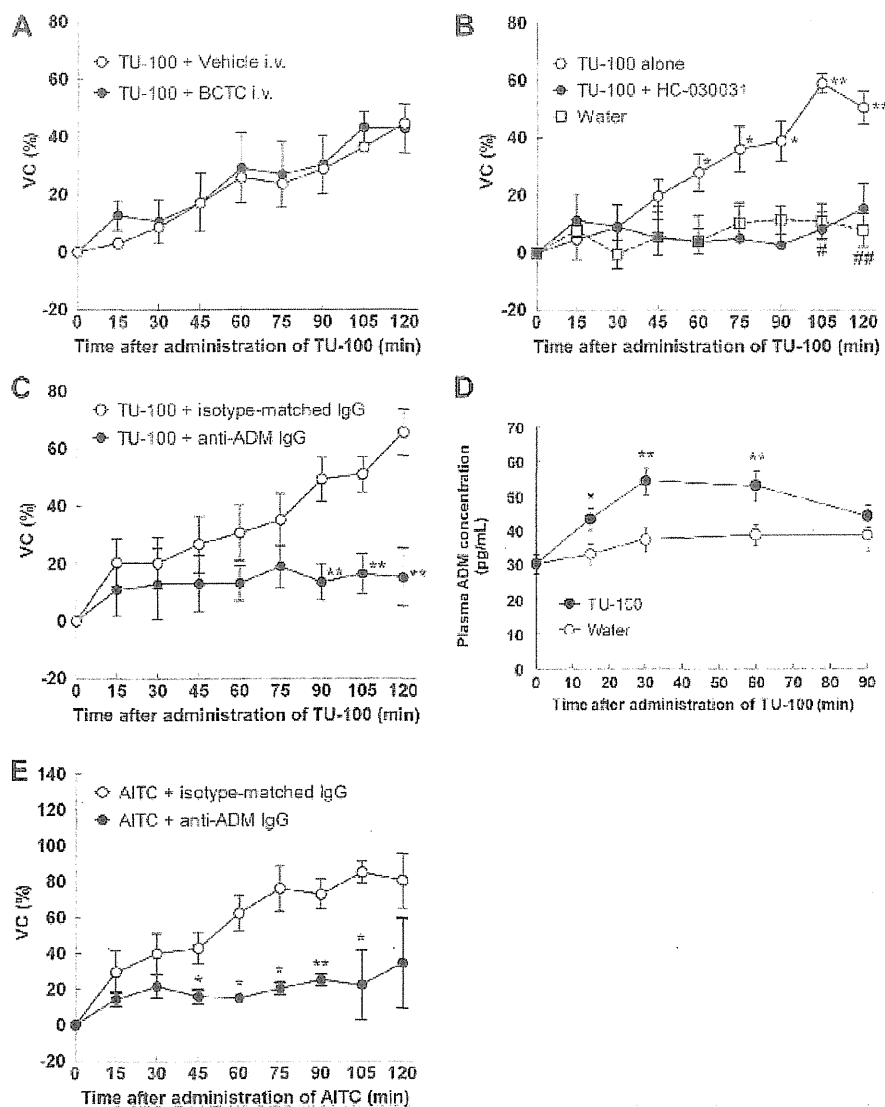 A
80
60
40
20
0
-20
VC (%)
TU-100 + Vehicle i.v.
TU-100 + BCTC i.v.
0 15 30 45 60 75 90 105 120
Time after administration of TU-100 (min)
B
80
60
40
20
0
-20
VC (%)
TU-100 alone
TU-100 + HC-030031
Water
*
*
*
**
**
#
##
0 15 30 45 60 75 90 105 120
Time after administration of TU-100 (min)
C
80
60
40
20
0
-20
VC (%)
TU-100 + isotype-matched IgG
TU-100 + anti-ADM IgG
**
**
**
0 15 30 45 60 75 90 105 120
Time after administration of TU-100 (min)
D
70
60
50
40
30
20
10
0
Plasma ADM concentration
(pg/mL)
*
**
**
TU-100
Water
0 10 20 30 40 50 60 70 80 90
Time after administration of TU-100 (min)
E
140
120
100
80
60
40
20
0
-20
VC (%)
AITC + isotype-matched IgG
AITC + anti-ADM IgG
*
*
*
**
*
0 15 30 45 60 75 90 105 120
Time after administration of AITC (min)